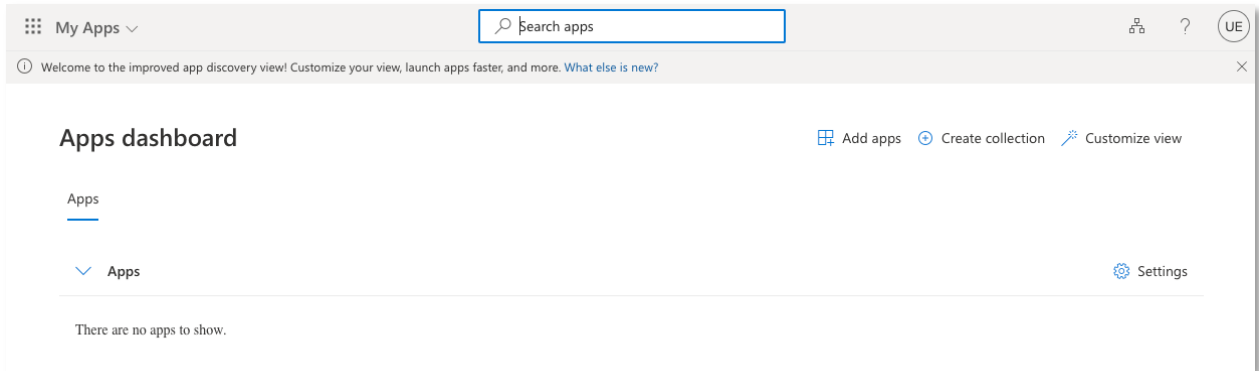 My Apps
Search apps
?
UE
Welcome to the improved app discovery view! Customize your view, launch apps faster, and more. What else is new?
Apps dashboard
Add apps
Create collection
Customize view
Apps
Apps
Settings
There are no apps to show.